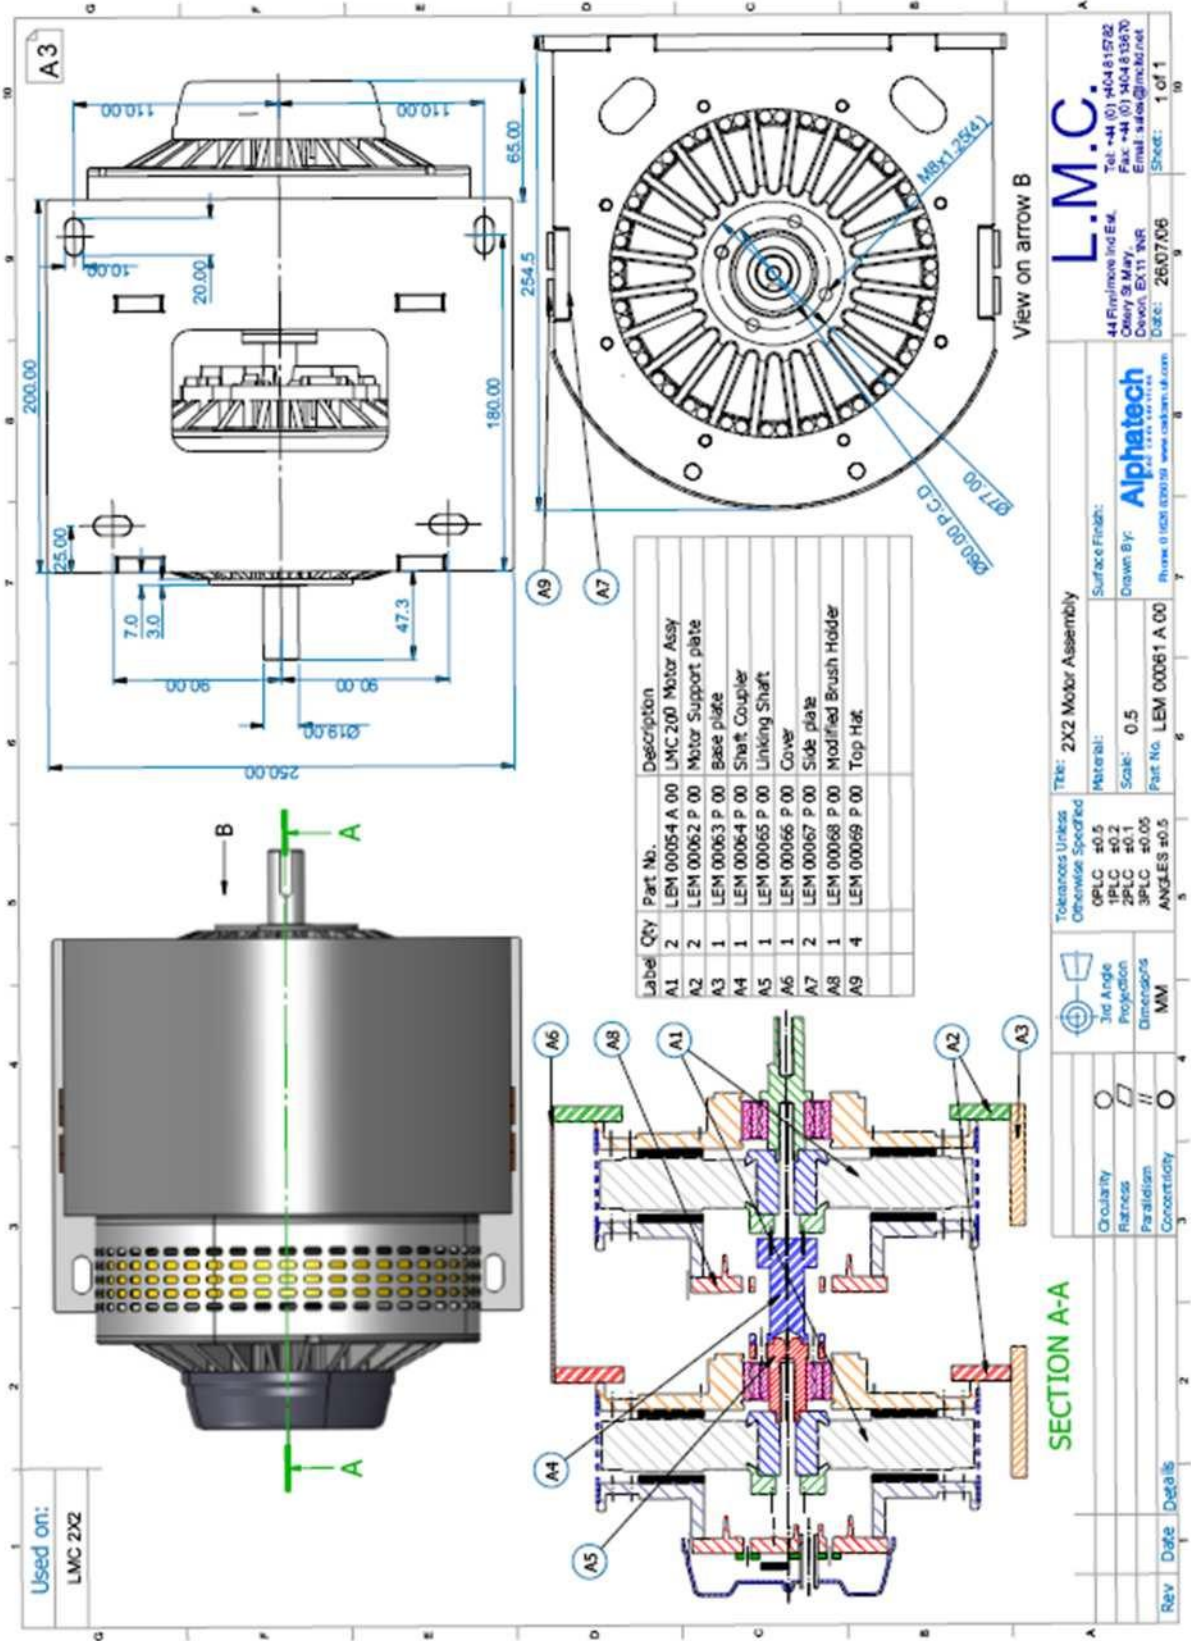 Used on:
LMC 2X2
A3
B
A
A
200.00
25.00
7.0
3.0
90.00
90.00
Ø19.00
250.00
47.3
180.00
20.00
10.00
110.00
110.00
65.00
254.5
M8x1.25(4)
Ø77.00
Ø60.00 P.C.D
View on arrow B
A9
A7
A6
A8
A1
A2
A3
A4
A5
SECTION A-A
Label Qty Part No. Description
A1 2 LEM 00054 A 00 LMC 200 Motor Assy
A2 2 LEM 00062 P 00 Motor Support plate
A3 1 LEM 00063 P 00 Base plate
A4 1 LEM 00064 P 00 Shaft Coupler
A5 1 LEM 00065 P 00 Linking Shaft
A6 1 LEM 00066 P 00 Cover
A7 2 LEM 00067 P 00 Side plate
A8 1 LEM 00068 P 00 Modified Brush Holder
A9 4 LEM 00069 P 00 Top Hat
Rev Date Details
Circularity
Flatness
Parallelism
Concentricity
3rd Angle
Projection
Dimensions
MM
Tolerances Unless
Otherwise Specified
0PLC ±0.5
1PLC ±0.2
2PLC ±0.1
3PLC ±0.05
ANGLES ±0.5
Title: 2X2 Motor Assembly
Material:
Scale: 0.5
Part No. LEM 00061 A 00
Surface Finish:
Drawn By:
Alphatech
L.M.C.
44 Finnimore Ind Est,
Ottery St Mary,
Devon, EX11 1NR
Tel: +44 (0) 1404 815782
Fax: +44 (0) 1404 813670
Date: 26/07/06
Sheet: 1 of 1